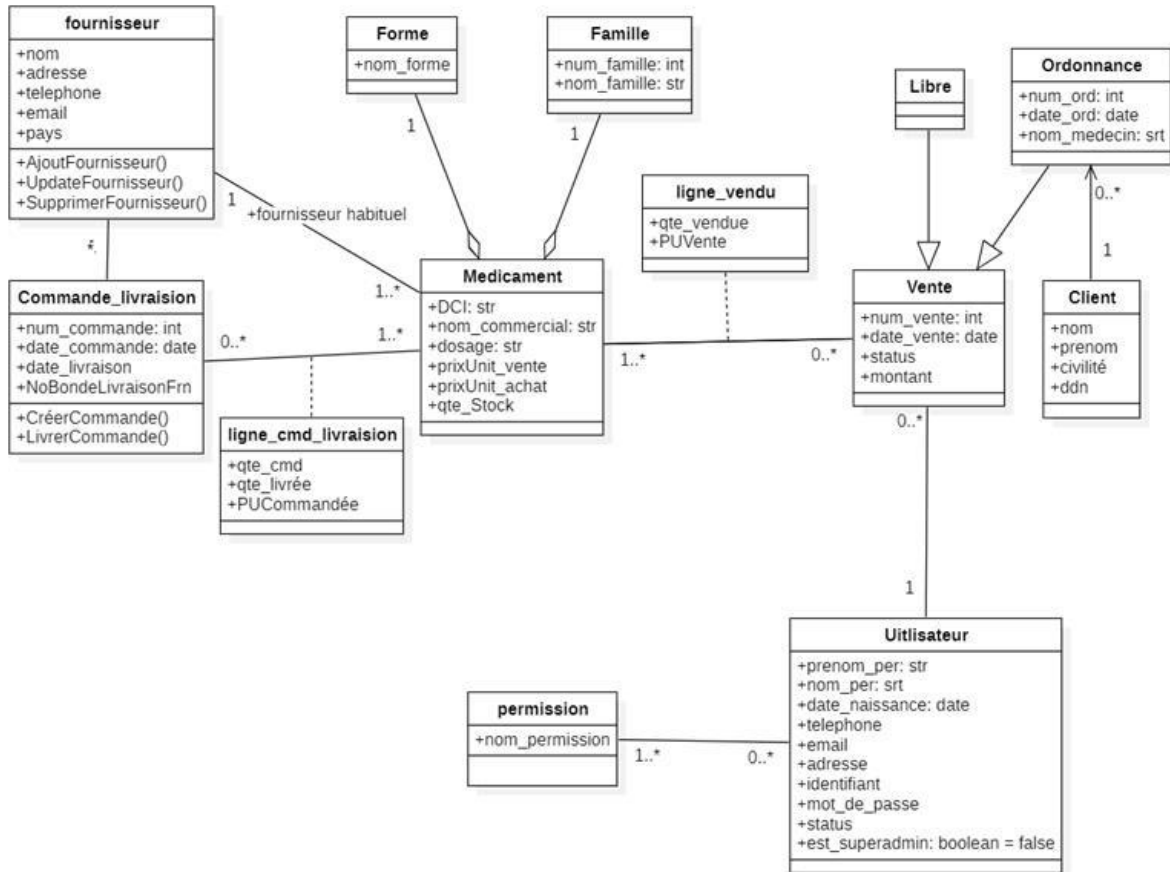 fournisseur
+nom
+adresse
+telephone
+email
+pays
+AjoutFournisseur()
+UpdateFournisseur()
+SupprimerFournisseur()
Forme
+nom_forme
Famille
+num_famille: int
+nom_famille: str
Libre
Ordonnance
+num_ord: int
+date_ord: date
+nom_medecin: srt
1
1
1
+fournisseur habituel
ligne_vendu
+qte_vendue
+PUVente
0..*
1
*
1..*
Commande_livraision
+num_commande: int
+date_commande: date
+date_livraison
+NoBondeLivraisonFrn
+CréerCommande()
+LivrerCommande()
0..*
1..*
Medicament
+DCI: str
+nom_commercial: str
+dosage: str
+prixUnit_vente
+prixUnit_achat
+qte_Stock
1..*
0..*
Vente
+num_vente: int
+date_vente: date
+status
+montant
Client
+nom
+prenom
+civilité
+ddn
ligne_cmd_livraision
+qte_cmd
+qte_livrée
+PUCommandée
0..*
1
Uitlisateur
+prenom_per: str
+nom_per: srt
+date_naissance: date
+telephone
+email
+adresse
+identifiant
+mot_de_passe
+status
+est_superadmin: boolean = false
permission
+nom_permission
1..*
0..*